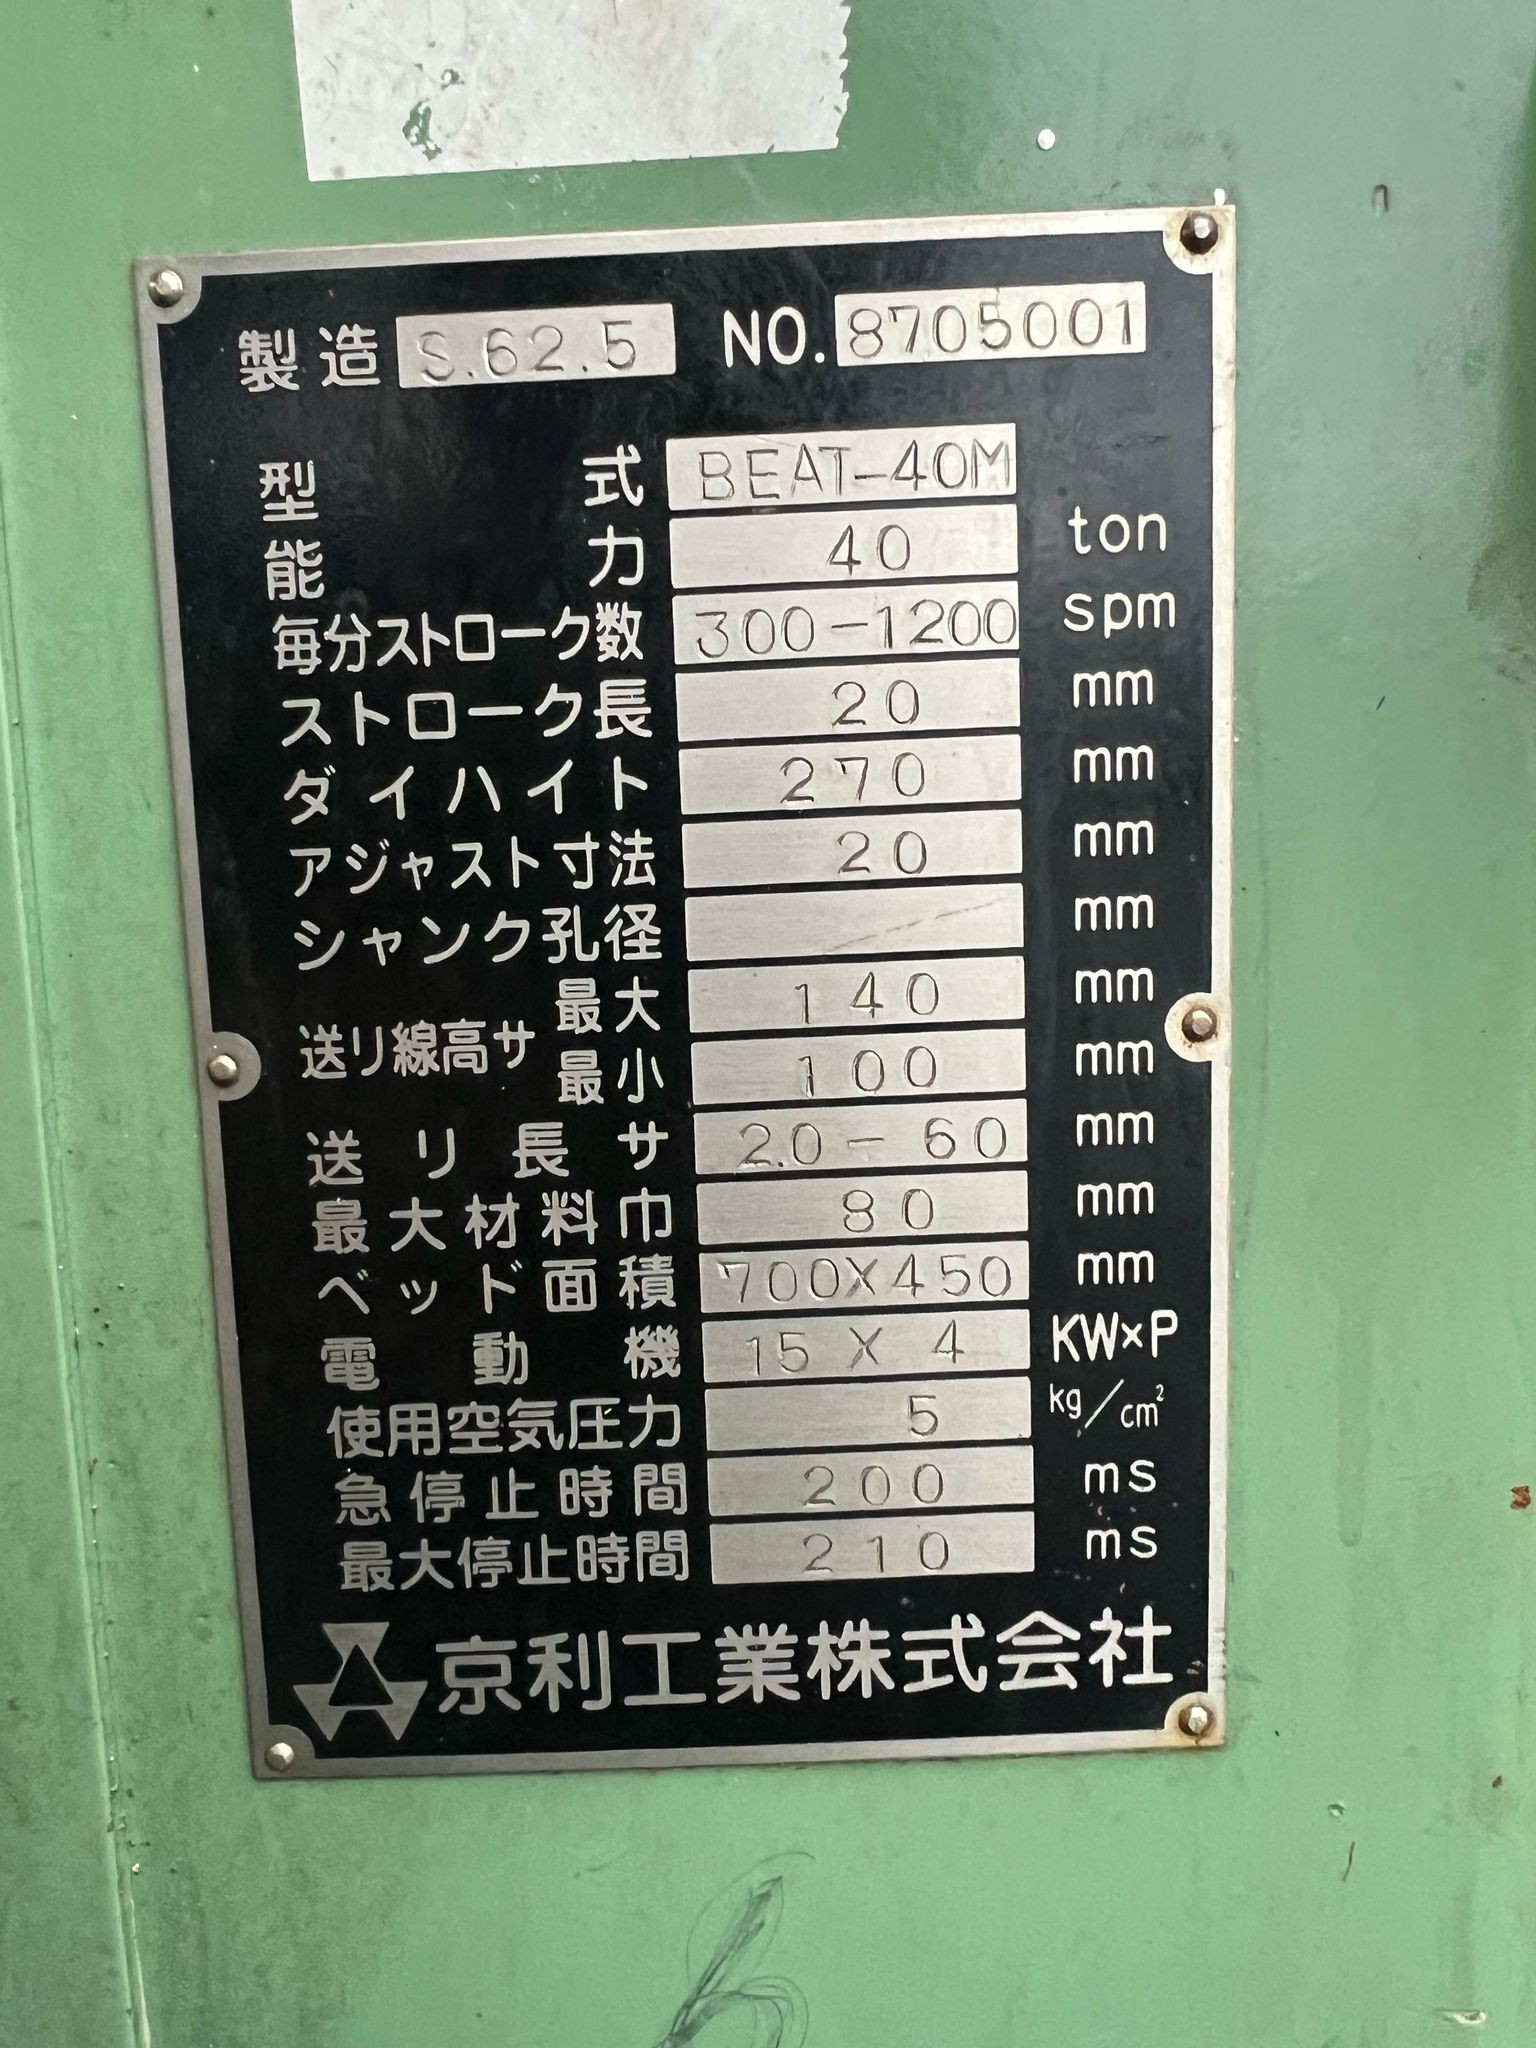 製造 S.62.5 NO. 8705001
型式 BEAT-40M
能力 40 ton
毎分ストローク数 300-1200 spm
ストローク長 20 mm
ダイハイト 270 mm
アジャスト寸法 20 mm
シャンク孔径 mm
送リ線高サ 最大 140 mm
最小 100 mm
送リ長サ 2.0-60 mm
最大材料巾 80 mm
ベッド面積 700X450 mm
電動機 15X4 KW×P
使用空気圧力 5 kg/cm²
急停止時間 200 ms
最大停止時間 210 ms
京利工業株式会社